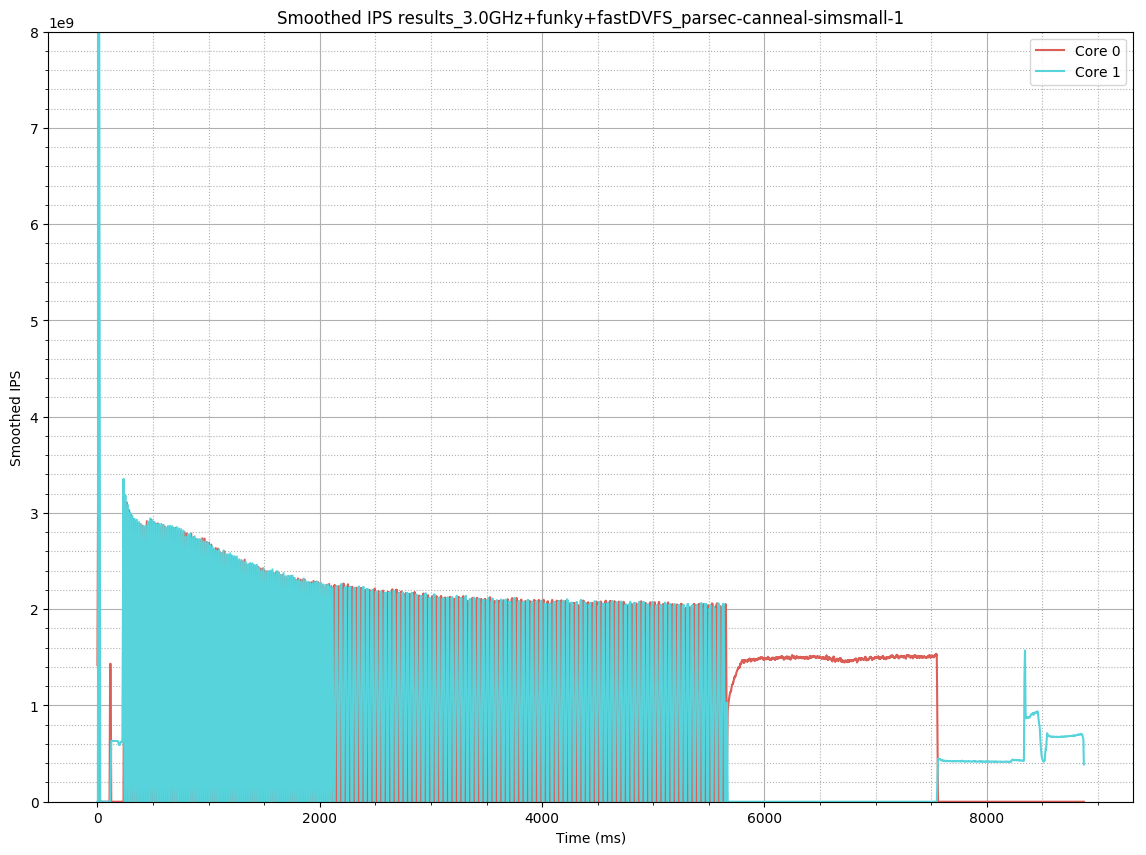 Smoothed IPS results_3.0GHz+funky+fastDVFS_parsec-canneal-simsmall-1
1e9
8
7
6
5
4
3
2
1
0
Smoothed IPS
Core 0
Core 1
0
2000
4000
6000
8000
Time (ms)